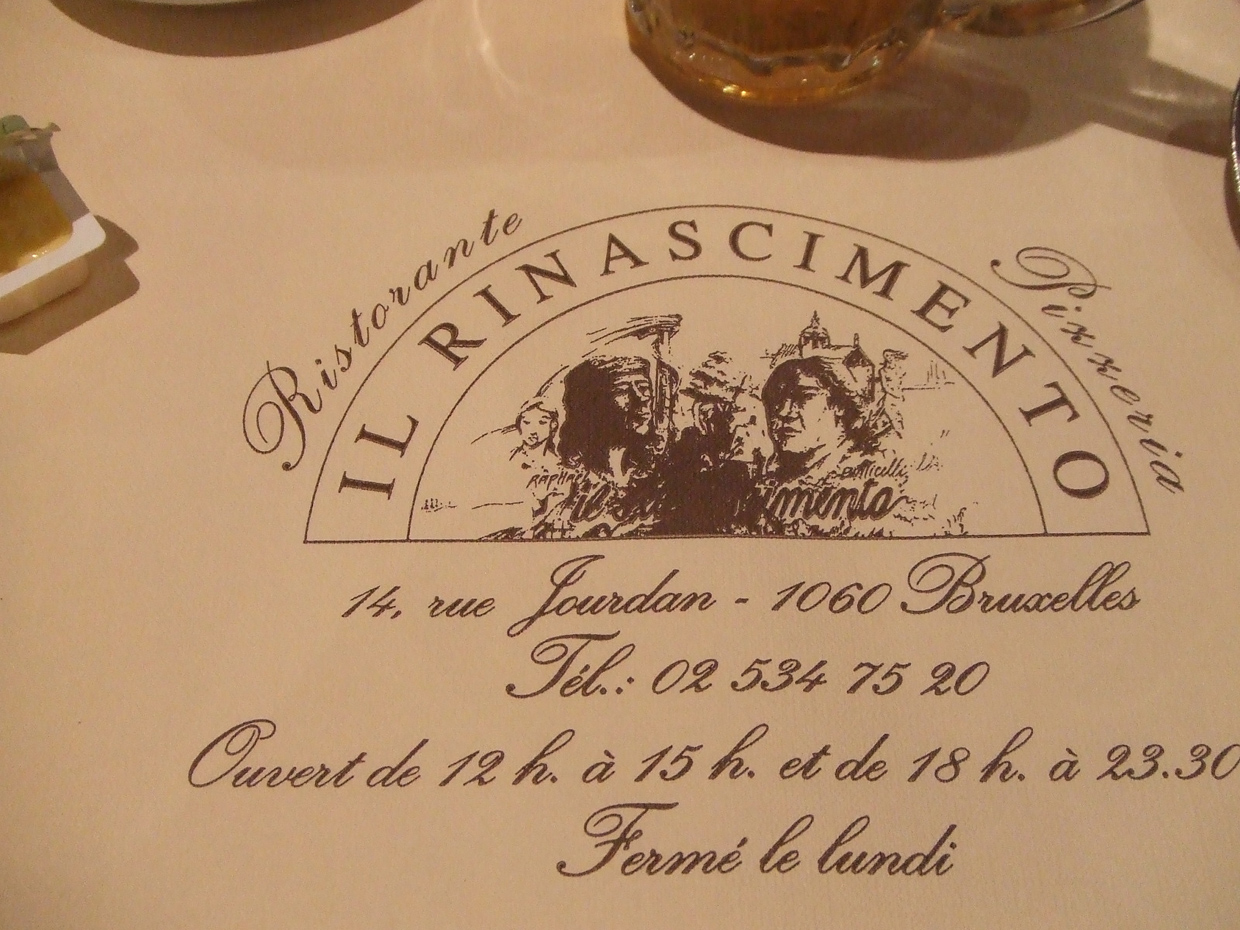 Ristorante
IL RINASCIMENTO
Pizzeria
Botticelli
14, rue Jourdan - 1060 Bruxelles
Tél.: 02 534 75 20
Ouvert de 12 h. à 15 h. et de 18 h. à 23.30
Fermé le lundi